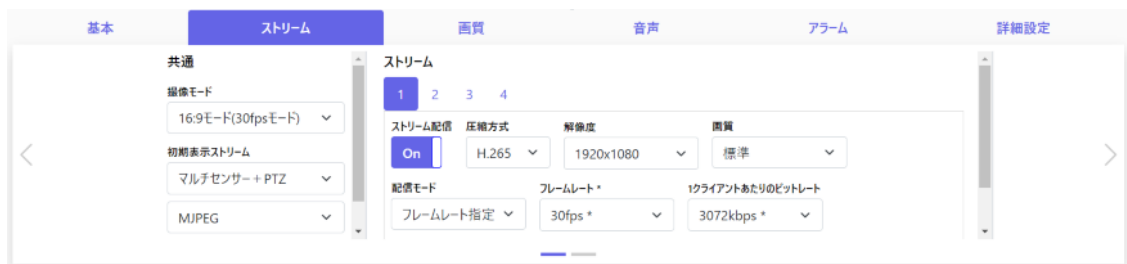 基本 ストリーム 画質 音声 アラーム 詳細設定
共通
撮像モード
16:9モード(30fpsモード)
初期表示ストリーム
マルチセンサー+PTZ
MJPEG
ストリーム
1 2 3 4
ストリーム配信 圧縮方式 解像度 画質
On H.265 1920x1080 標準
配信モード フレームレート * 1クライアントあたりのビットレート
フレームレート指定 30fps * 3072kbps *